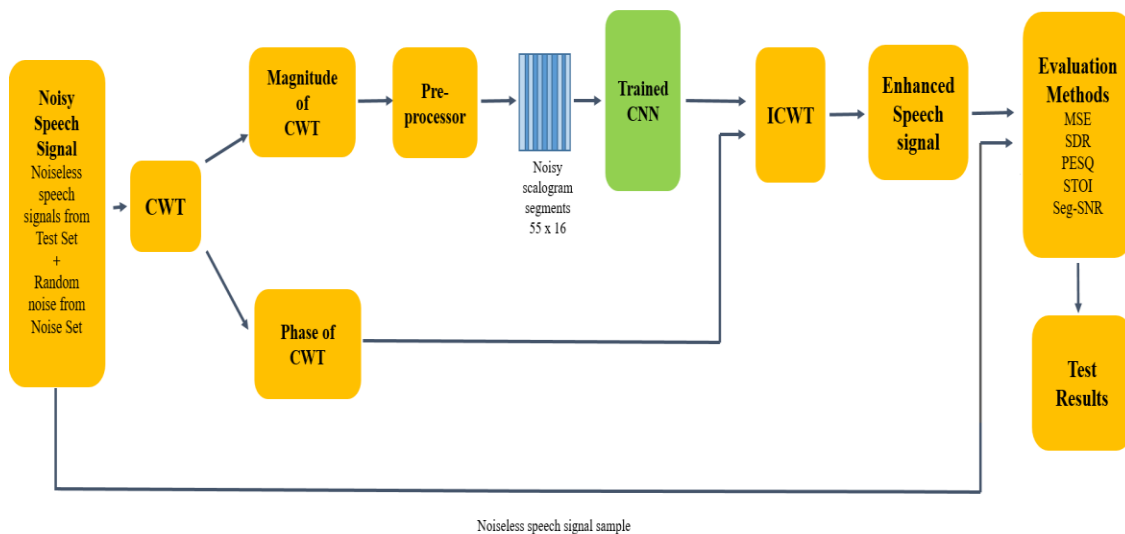 Noisy
Speech
Signal
Noiseless
speech
signals from
Test Set
+
Random
noise from
Noise Set
CWT
Magnitude
of
CWT
Pre-
processor
Noisy
scalogram
segments
55 x 16
Trained
CNN
Phase of
CWT
ICWT
Enhanced
Speech
signal
Evaluation
Methods
MSE
SDR
PESQ
STOI
Seg-SNR
Test
Results
Noiseless speech signal sample